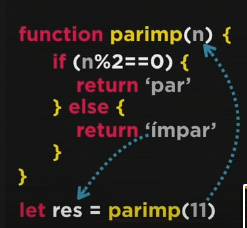 function parimp(n) {
if (n%2==0) {
return ‘par’
} else {
return ‘ímpar’
}
}
let res = parimp(11)